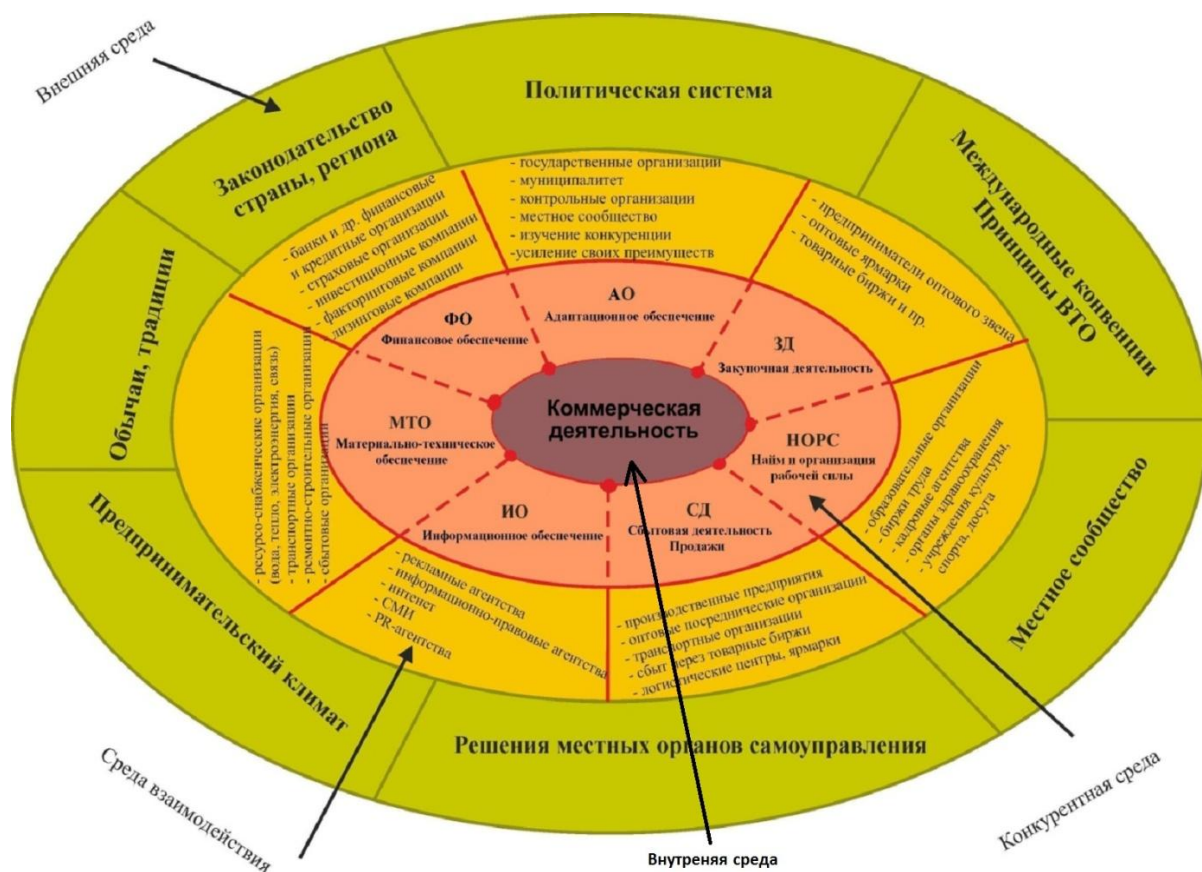 Внешняя среда
Политическая система
Законодательство
страны, региона
Международные конвенции
Принципы ВТО
Обычаи, традиции
Местное сообщество
Предпринимательский климат
Решения местных органов самоуправления
- банки и др. финансовые
и кредитные организации
- страховые организации
- инвестиционные компании
- факторинговые компании
- лизинговые компании
- государственные организации
- муниципалитет
- контрольные организации
- местное сообщество
- изучение конкуренции
-усиление своих преимуществ
- предприниматели оптового звена
- оптовые ярмарки
- товарные биржи и пр.
- образовательные организации
- биржи труда
- кадровые агентства
- органы здравоохранения
- учреждения культуры,
спорта, досуга
- производственные предприятия
- оптовые посреднические организации
- транспортные организации
- сбыт через товарные биржи
- логистические центры, ярмарки
- рекламные агентства
- информационно-правовые агентства
- интенет
- СМИ
- PR-агентства
- ресурсо-снабженческие организации
(вода, тепло, электроэнергия, связь)
- транспортные организации
- ремонтно-строительные организации
- сбытовые организации
ФО
Финансовое обеспечение
АО
Адаптационное обеспечение
ЗД
Закупочная деятельность
МТО
Материально-техническое
обеспечение
НОРС
Найм и организация
рабочей силы
ИО
Информационное обеспечение
СД
Сбытовая деятельность
Продажи
Коммерческая
деятельность
Среда взаимодействия
Внутреняя среда
Конкурентная среда